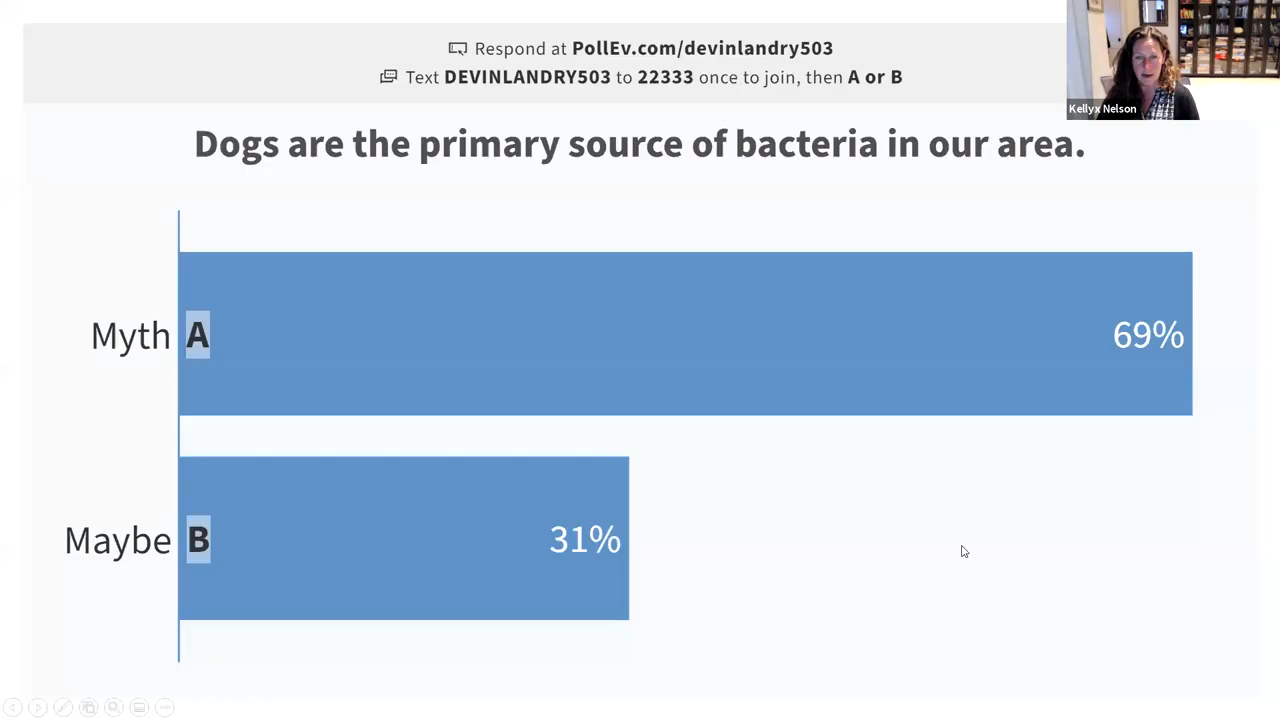 Respond at PollEv.com/devinlandry503
Text DEVINLANDRY503 to 22333 once to join, then A or B
Kellyx Nelson
Dogs are the primary source of bacteria in our area.
Myth A 69%
Maybe B 31%